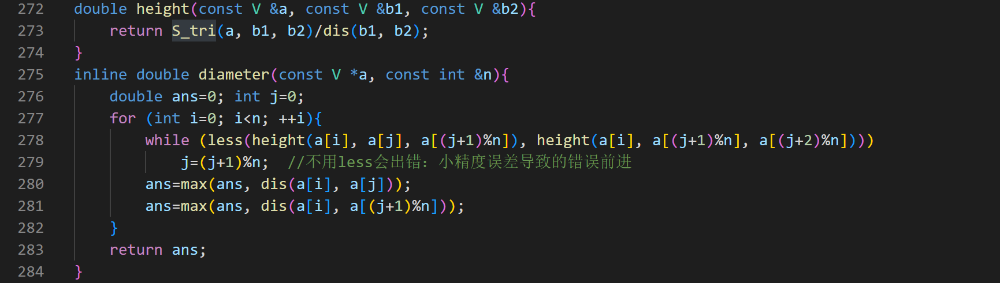 272 double height(const V &a, const V &b1, const V &b2){
273     return S_tri(a, b1, b2)/dis(b1, b2);
274 }
275 inline double diameter(const V *a, const int &n){
276     double ans=0; int j=0;
277     for (int i=0; i<n; ++i){
278         while (less(height(a[i], a[j], a[(j+1)%n]), height(a[i], a[(j+1)%n], a[(j+2)%n])))
279             j=(j+1)%n;  //不用less会出错：小精度误差导致的错误前进
280         ans=max(ans, dis(a[i], a[j]));
281         ans=max(ans, dis(a[i], a[(j+1)%n]));
282     }
283     return ans;
284 }